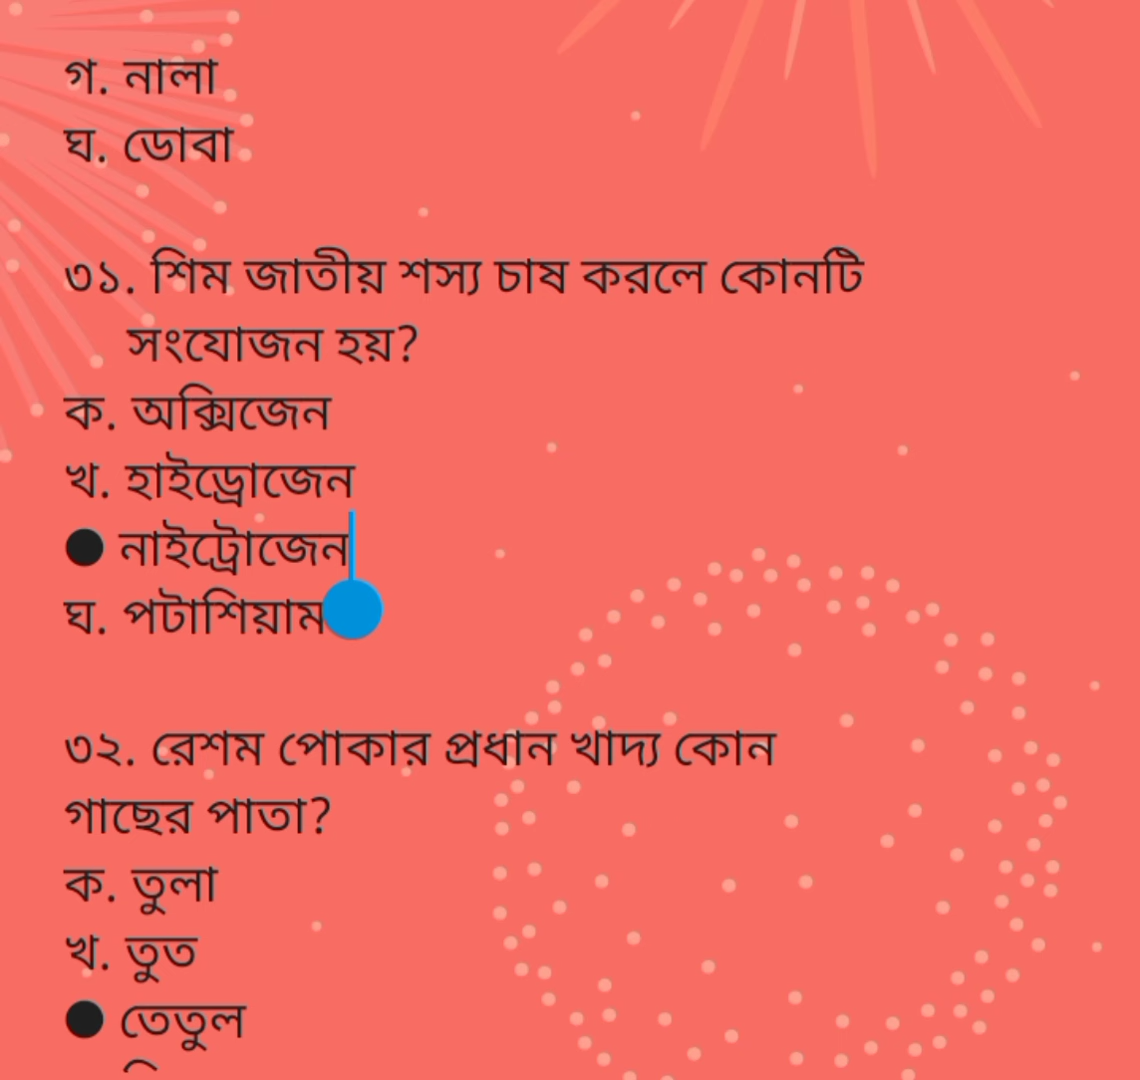 গ. নালা
ঘ. ডোবা
৩১. শিম জাতীয় শস্য চাষ করলে কোনটি
সংযোজন হয়?
ক. অক্সিজেন
খ. হাইড্রোজেন
● নাইট্রোজেন
ঘ. পটাশিয়াম
৩২. রেশম পোকার প্রধান খাদ্য কোন
গাছের পাতা?
ক. তুলা
খ. তুত
● তেতুল